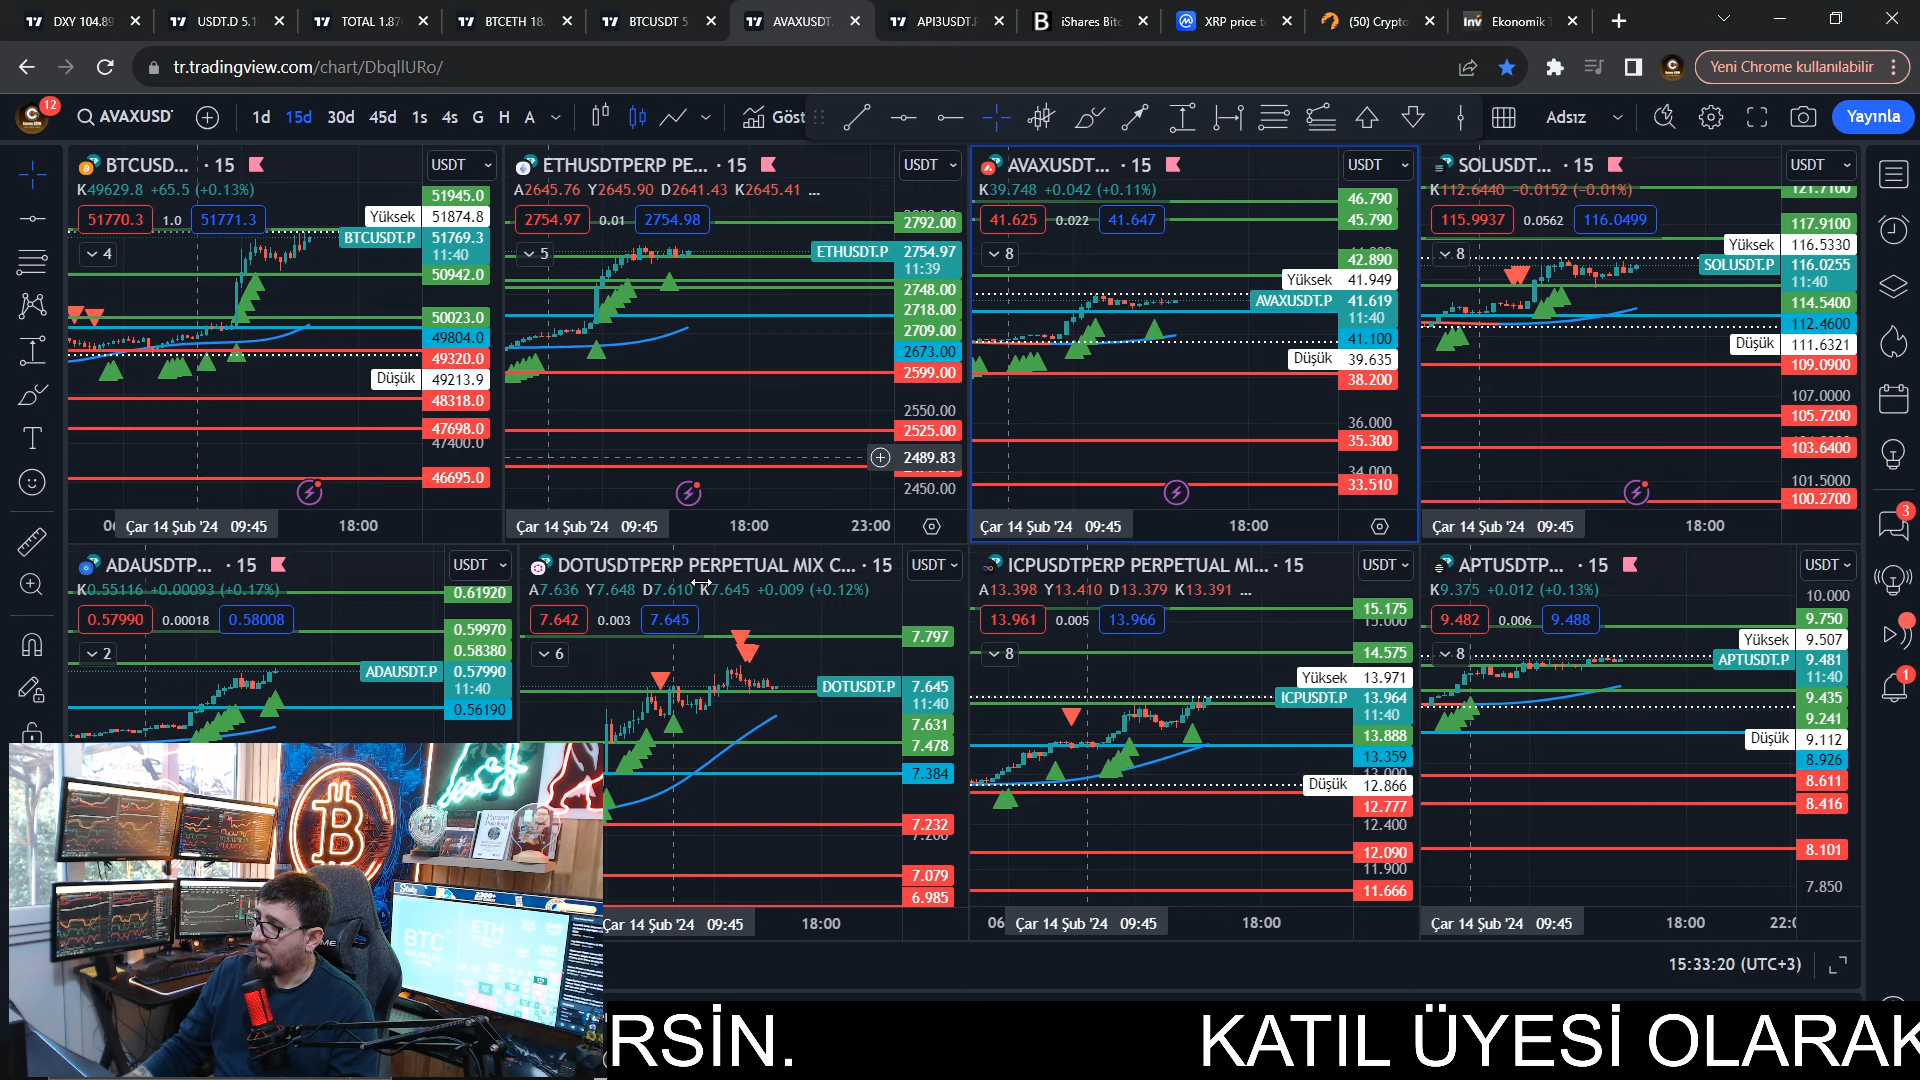 DXY 104.89
USDT.D 5.1
TOTAL 1.87
BTCETH 18.
BTCUSDT 5
AVAXUSDT.
API3USDT.P
iShares Bitc
XRP price to
(50) Crypto
Ekonomik T
tr.tradingview.com/chart/DbqllURo/
Yeni Chrome kullanılabilir
12
AVAXUSD
1d 15d 30d 45d 1s 4s G H A
Göst
Adsız
Yayınla
BTCUSD... · 15
USDT
K49629.8 +65.5 (+0.13%)
51770.3 1.0 51771.3
4
51945.0
Yüksek 51874.8
BTCUSDT.P 51769.3
11:40
50942.0
50023.0
49804.0
49320.0
Düşük 49213.9
48318.0
47698.0
47400.0
46695.0
Çar 14 Şub '24 09:45
18:00
ETHUSDTPERP PE... · 15
USDT
A2645.76 Y2645.90 D2641.43 K2645.41 ...
2754.97 0.01 2754.98
5
2792.00
ETHUSDT.P 2754.97
11:39
2748.00
2718.00
2709.00
2673.00
2599.00
2550.00
2525.00
2489.83
2450.00
Çar 14 Şub '24 09:45
18:00
23:00
AVAXUSDT... · 15
USDT
K39.748 +0.042 (+0.11%)
41.625 0.022 41.647
8
46.790
45.790
42.890
Yüksek 41.949
AVAXUSDT.P 41.619
11:40
41.100
Düşük 39.635
38.200
36.000
35.300
34.000
33.510
Çar 14 Şub '24 09:45
18:00
SOLUSDT... · 15
USDT
K112.6440 −0.0152 (−0.01%)
115.9937 0.0562 116.0499
8
121.7100
117.9100
Yüksek 116.5330
SOLUSDT.P 116.0255
11:40
114.5400
112.4600
Düşük 111.6321
109.0900
107.0000
105.7200
103.6400
101.5000
100.2700
Çar 14 Şub '24 09:45
18:00
ADAUSDTP... · 15
USDT
K0.55116 +0.00093 (+0.17%)
0.57990 0.00018 0.58008
2
0.61920
0.59970
0.58380
ADAUSDT.P 0.57990
11:40
0.56190
DOTUSDTPERP PERPETUAL MIX C... · 15
USDT
A7.636 Y7.648 D7.610 K7.645 +0.009 (+0.12%)
7.642 0.003 7.645
6
7.797
DOTUSDT.P 7.645
11:40
7.631
7.478
7.384
7.232
7.200
7.079
6.985
Çar 14 Şub '24 09:45
18:00
ICPUSDTPERP PERPETUAL MI... · 15
USDT
A13.398 Y13.410 D13.379 K13.391 ...
13.961 0.005 13.966
8
15.175
15.000
14.575
Yüksek 13.971
ICPUSDT.P 13.964
11:40
13.888
13.359
13.000
Düşük 12.866
12.777
12.400
12.090
11.900
11.666
06
Çar 14 Şub '24 09:45
18:00
APTUSDTP... · 15
USDT
K9.375 +0.012 (+0.13%)
9.482 0.006 9.488
8
10.000
9.750
Yüksek 9.507
APTUSDT.P 9.481
11:40
9.435
9.241
Düşük 9.112
8.926
8.611
8.416
8.101
7.850
Çar 14 Şub '24 09:45
18:00
22:0
3
1
15:33:20 (UTC+3)
BTC
ETH
RSİN.
KATIL ÜYESİ OLARAK